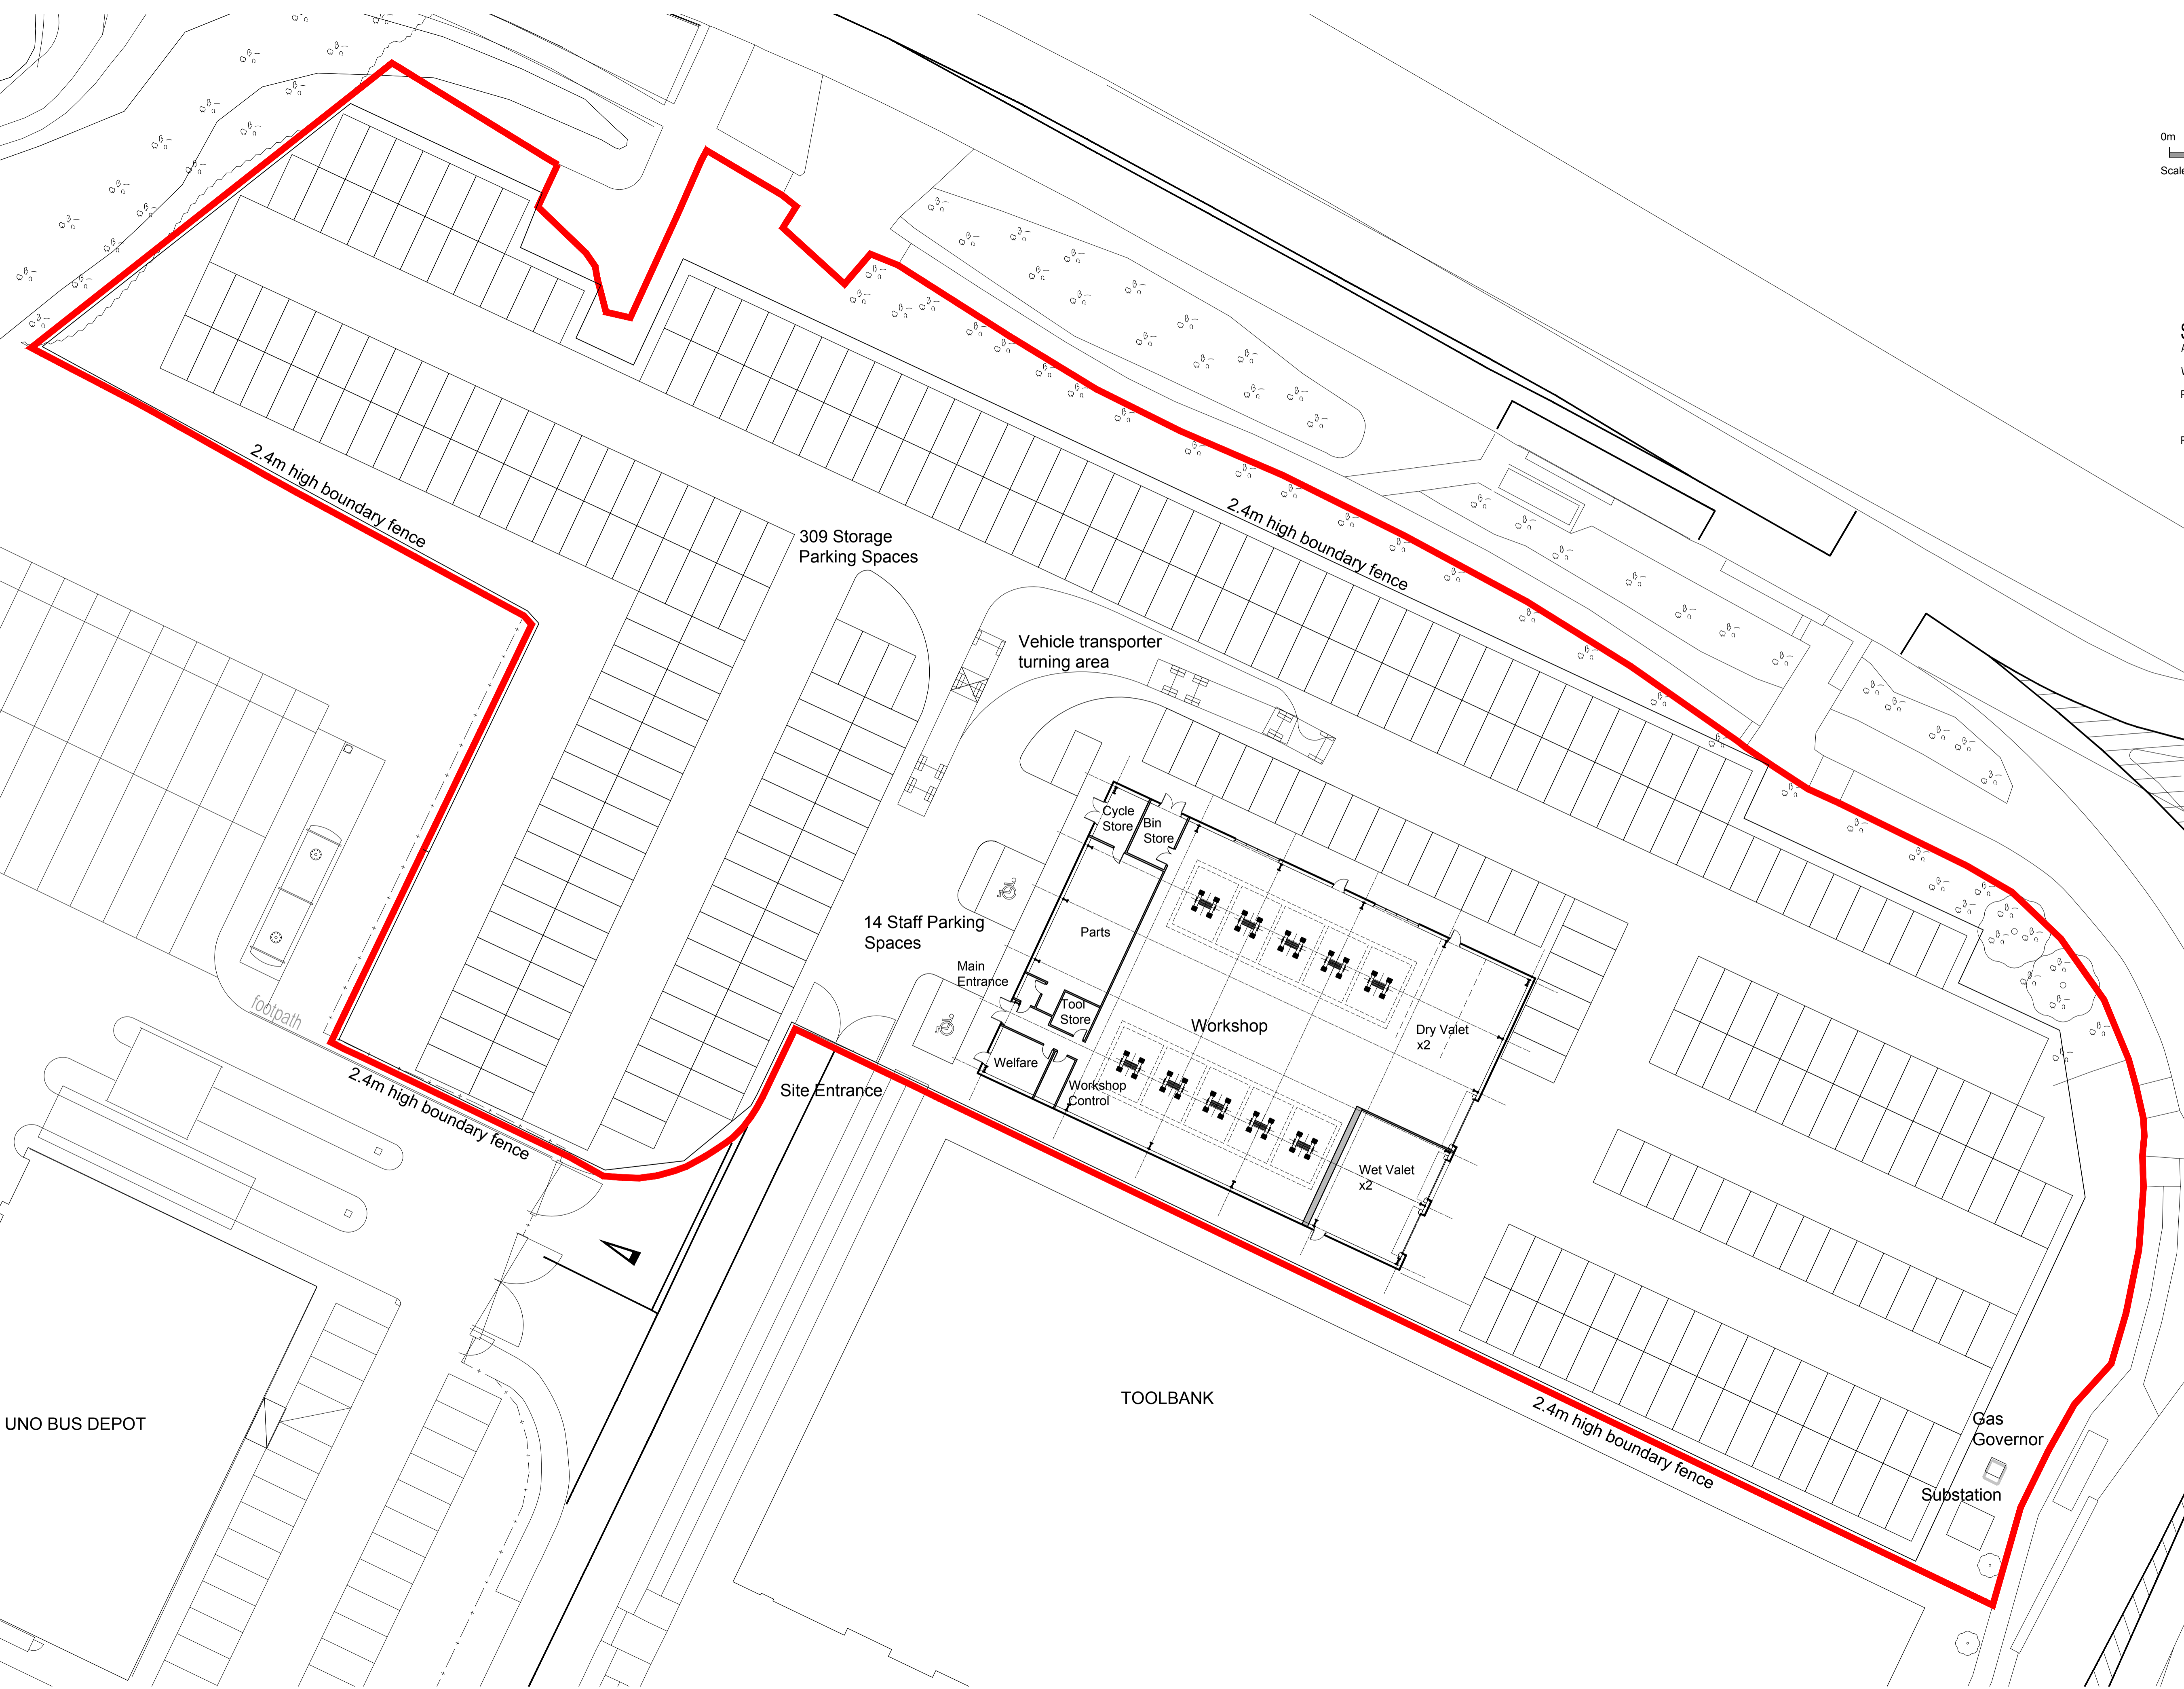 0m
Scale
2.4m high boundary fence
309 Storage
Parking Spaces
2.4m high boundary fence
Vehicle transporter
turning area
Cycle
Store
Bin
Store
14 Staff Parking
Spaces
Parts
Main
Entrance
Tool
Store
Workshop
Dry Valet
x2
footpath
Welfare
Site Entrance
Workshop
Control
2.4m high boundary fence
Wet Valet
x2
TOOLBANK
UNO BUS DEPOT
2.4m high boundary fence
Gas
Governor
Substation